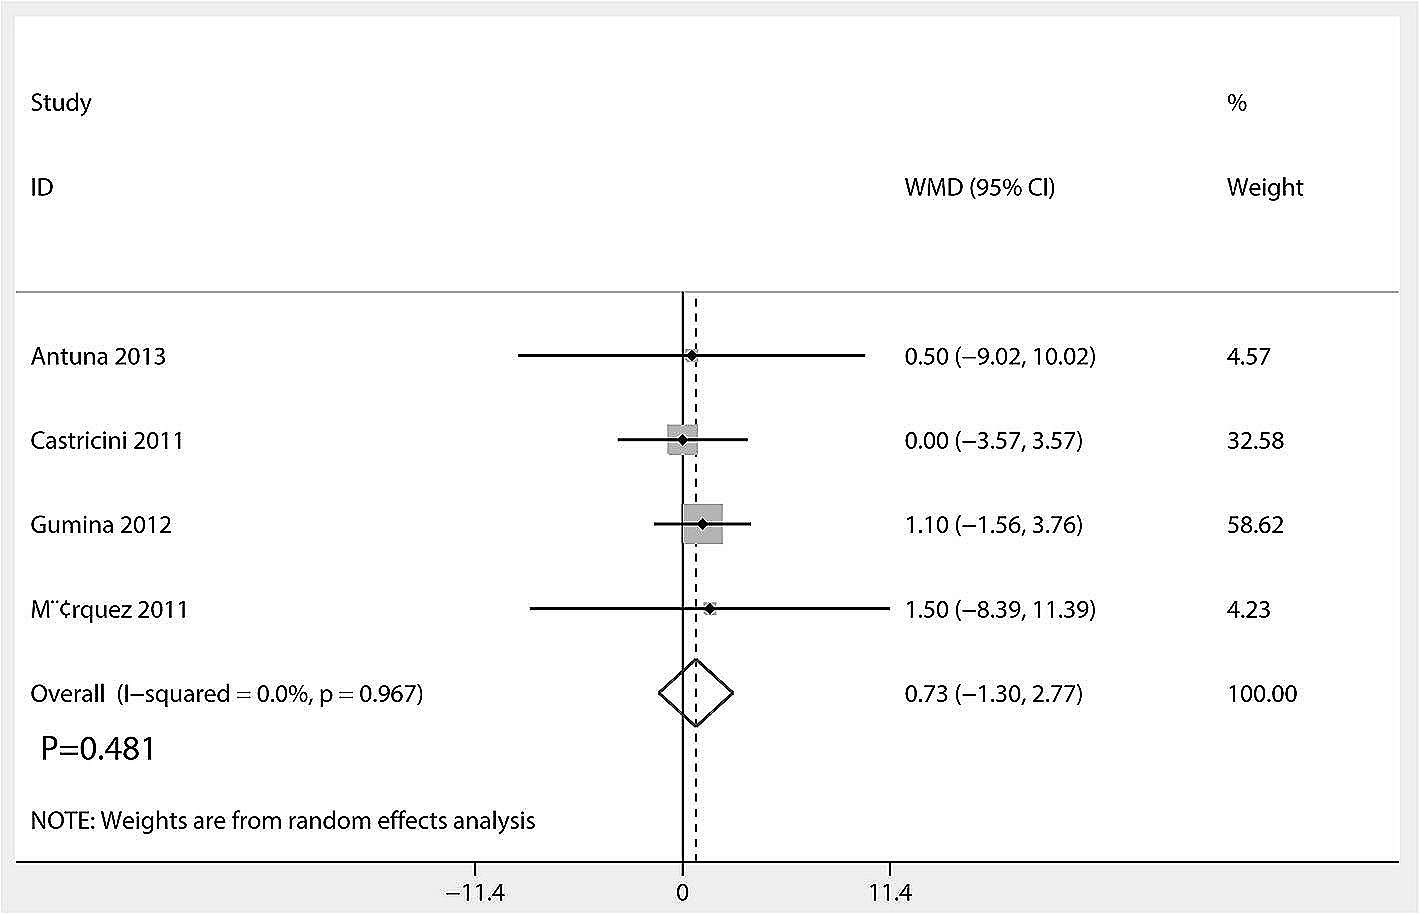 Study %
ID WMD (95% CI) Weight
Antuna 2013 0.50 (−9.02, 10.02) 4.57
Castricini 2011 0.00 (−3.57, 3.57) 32.58
Gumina 2012 1.10 (−1.56, 3.76) 58.62
M¨¢rquez 2011 1.50 (−8.39, 11.39) 4.23
Overall (I−squared = 0.0%, p = 0.967) 0.73 (−1.30, 2.77) 100.00
P=0.481
NOTE: Weights are from random effects analysis
−11.4 0 11.4